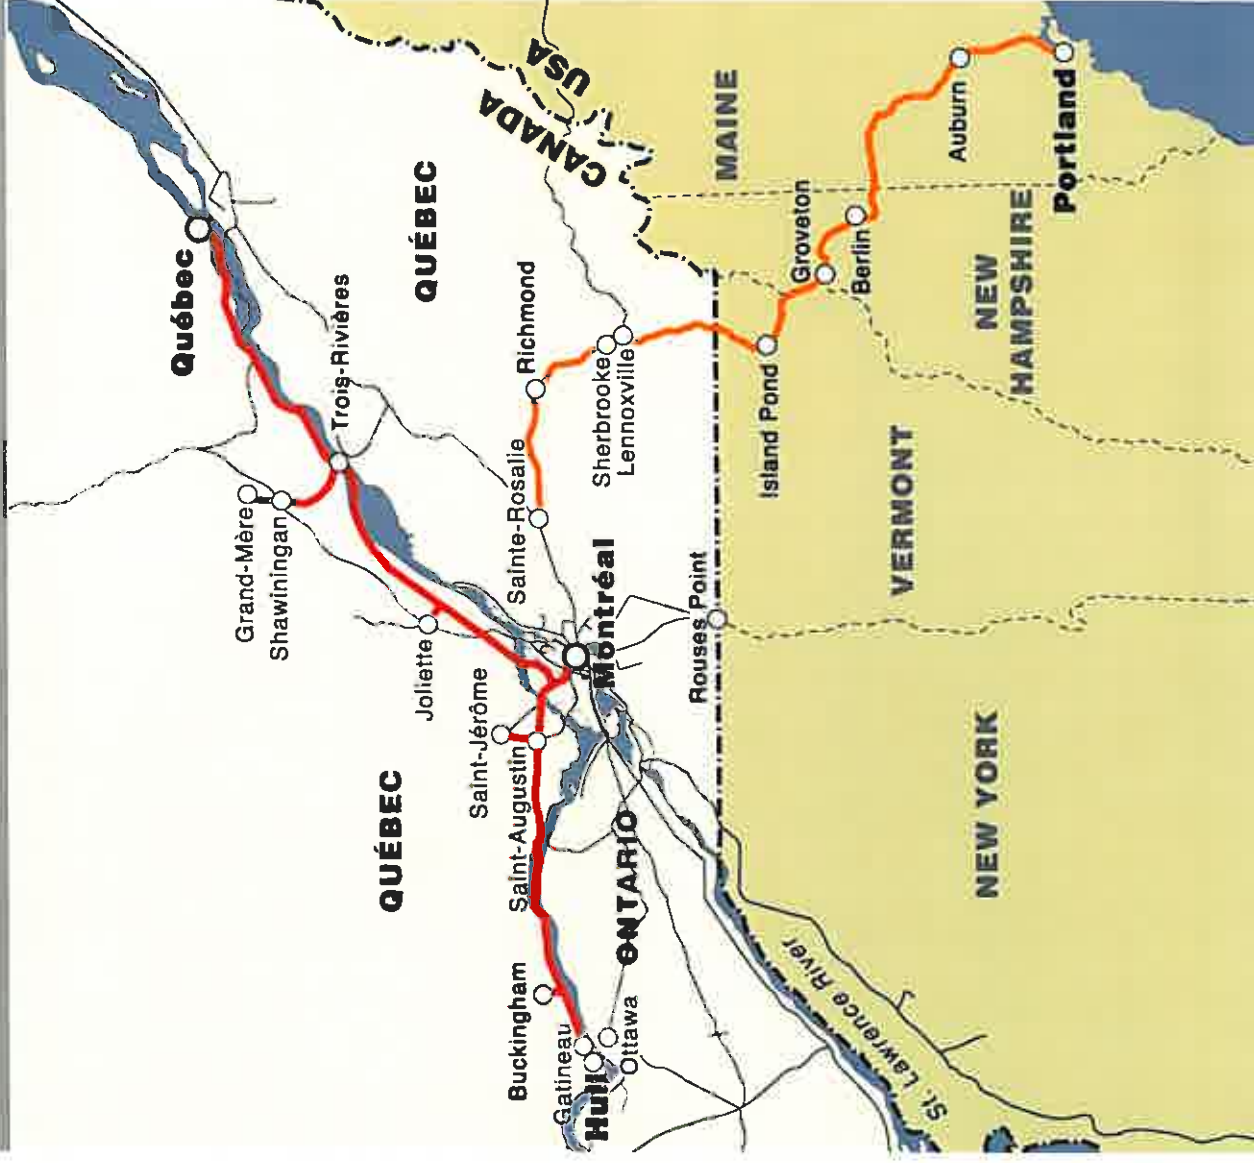 USA
CANADA
QUÉBEC
MAINE
Québec
Trois-Rivières
Grand-Mère
Shawiningan
Joliette
Richmond
Sherbrooke
Lennoxville
Sainte-Rosalie
Montréal
Saint-Jérôme
Saint-Augustin
QUÉBEC
Buckingham
Gatineau
Hull
Ottawa
ONTARIO
Rouses Point
Island Pond
Groveton
Berlin
Auburn
Portland
NEW
HAMPSHIRE
VERMONT
NEW YORK
St. Lawrence River